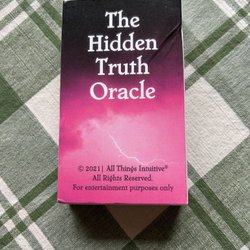 The
Hidden
Truth
Oracle
© 2021| All Things Intuitive®
All Rights Reserved.
For entertainment purposes only